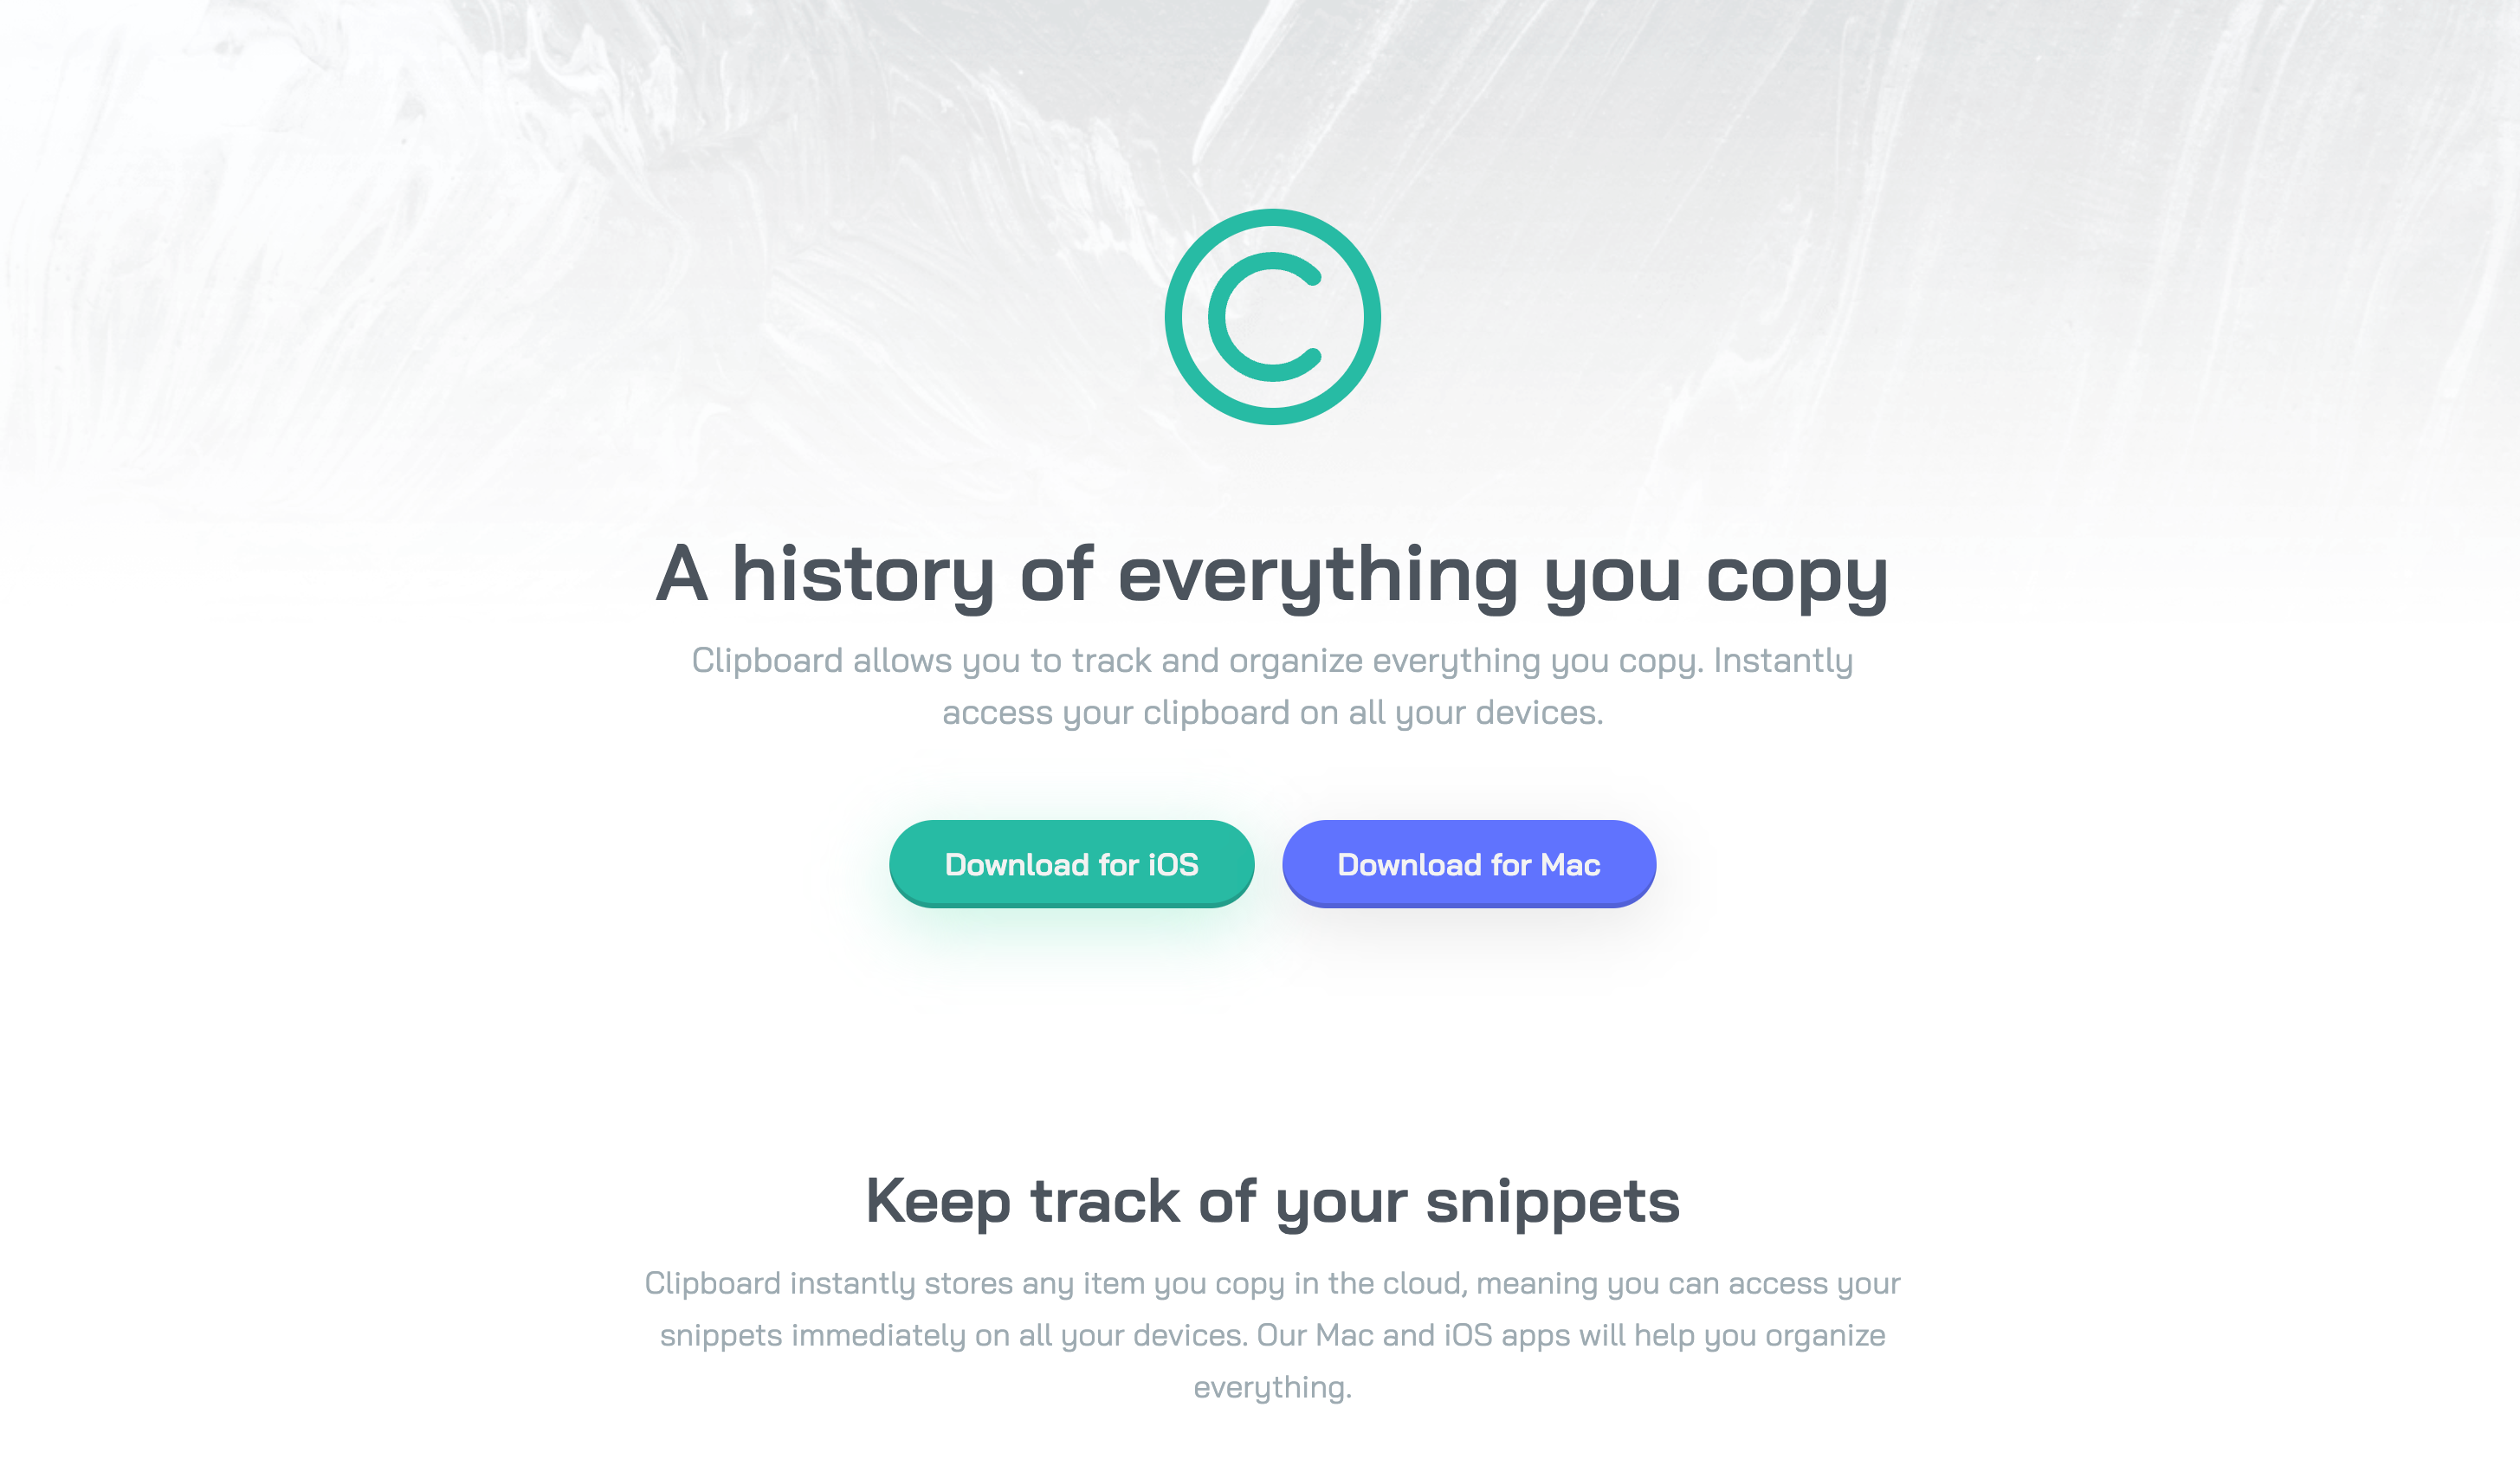 C
A history of everything you copy
Clipboard allows you to track and organize everything you copy. Instantly
access your clipboard on all your devices.
Download for iOS
Download for Mac
Keep track of your snippets
Clipboard instantly stores any item you copy in the cloud, meaning you can access your
snippets immediately on all your devices. Our Mac and iOS apps will help you organize
everything.